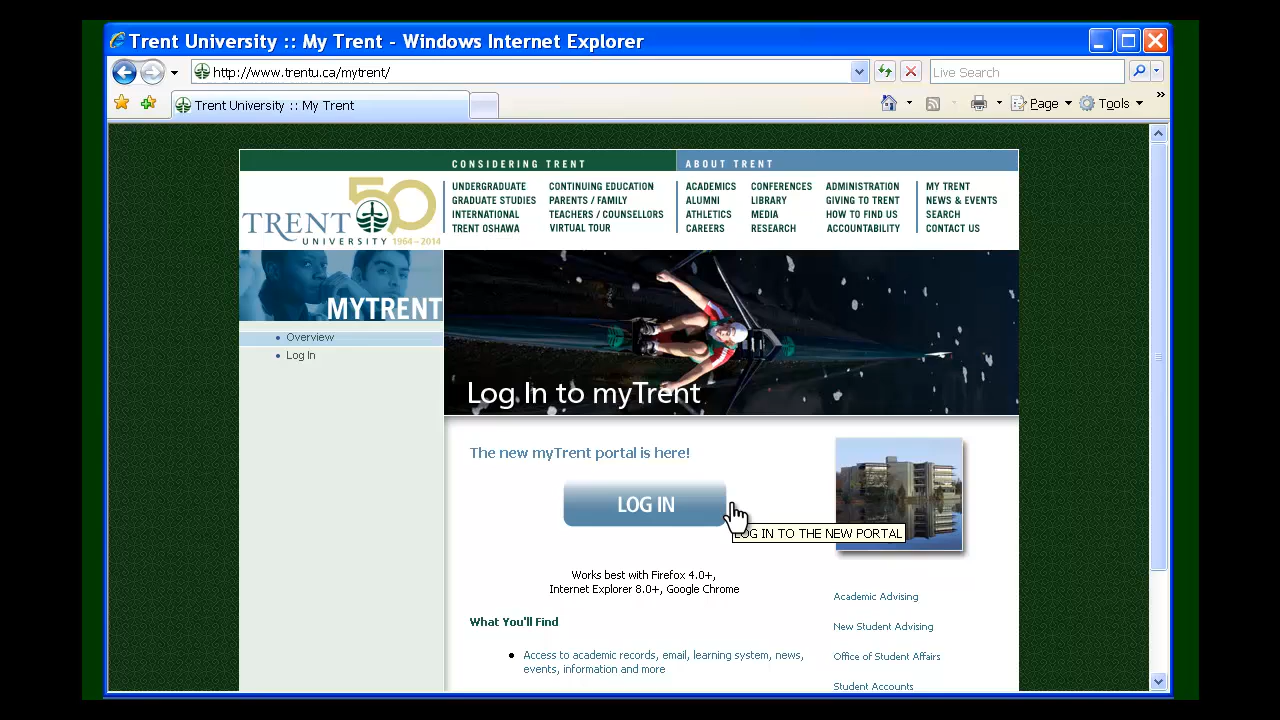 Trent University :: My Trent - Windows Internet Explorer
http://www.trentu.ca/mytrent/
Live Search
Trent University :: My Trent
Page
Tools
CONSIDERING TRENT
ABOUT TRENT
TRENT 50
UNIVERSITY 1964-2014
UNDERGRADUATE
GRADUATE STUDIES
INTERNATIONAL
TRENT OSHAWA
CONTINUING EDUCATION
PARENTS / FAMILY
TEACHERS / COUNSELLORS
VIRTUAL TOUR
ACADEMICS
ALUMNI
ATHLETICS
CAREERS
CONFERENCES
LIBRARY
MEDIA
RESEARCH
ADMINISTRATION
GIVING TO TRENT
HOW TO FIND US
ACCOUNTABILITY
MY TRENT
NEWS & EVENTS
SEARCH
CONTACT US
MYTRENT
Overview
Log In
Log In to myTrent
The new myTrent portal is here!
LOG IN
LOG IN TO THE NEW PORTAL
Works best with Firefox 4.0+,
Internet Explorer 8.0+, Google Chrome
What You'll Find
Access to academic records, email, learning system, news,
events, information and more
Academic Advising
New Student Advising
Office of Student Affairs
Student Accounts